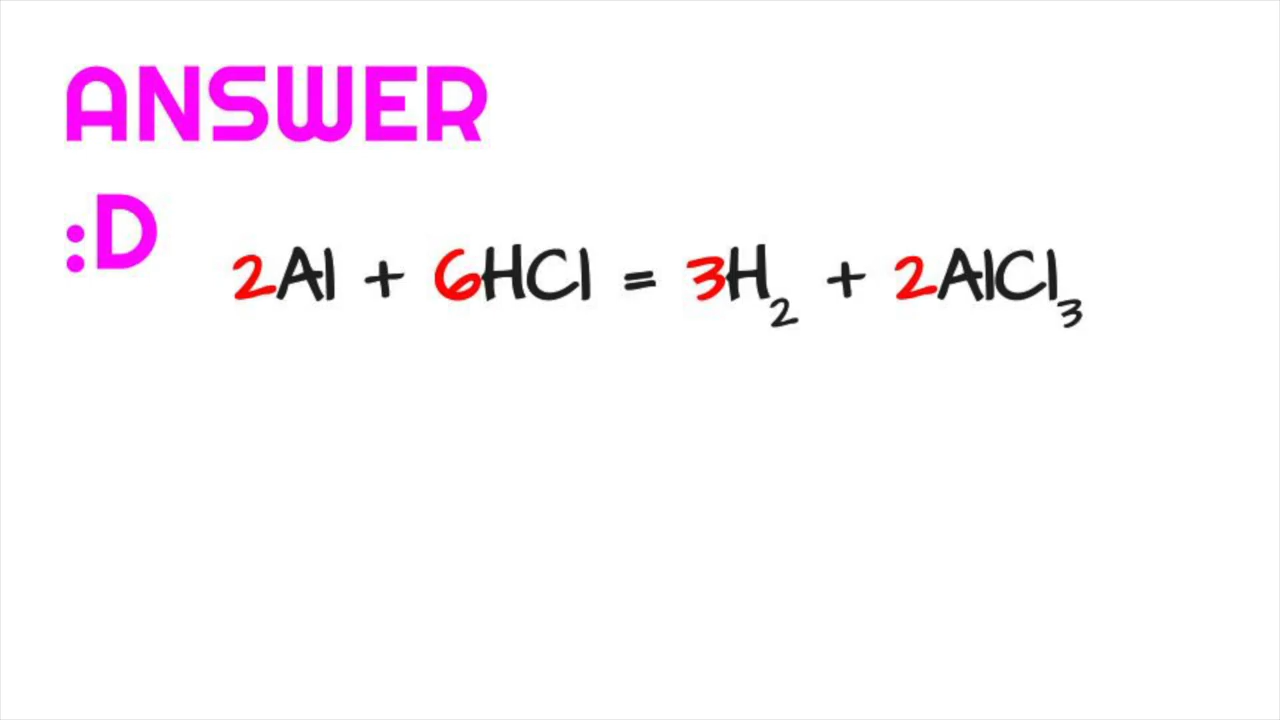 ANSWER
:D
2Al + 6HCl = 3H₂ + 2AlCl₃